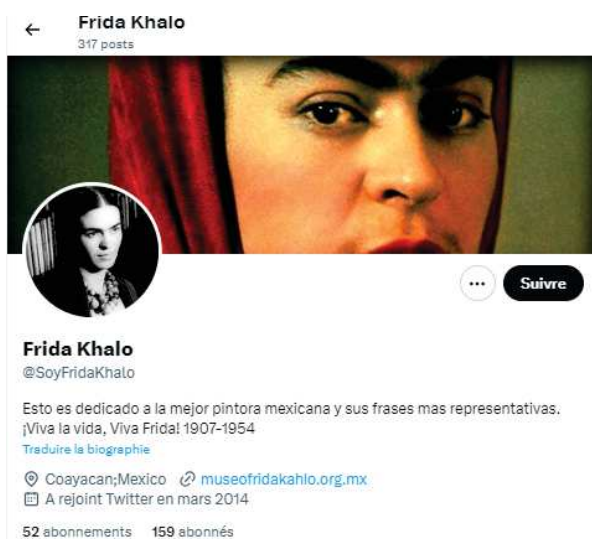 Frida Khalo
317 posts
Suivre
Frida Khalo
@SoyFridaKhalo
Esto es dedicado a la mejor pintora mexicana y sus frases mas representativas.
¡Viva la vida, Viva Frida! 1907-1954
Traduire la biographie
Coayacan;Mexico museofridakahlo.org.mx
A rejoint Twitter en mars 2014
52 abonnements 159 abonnés